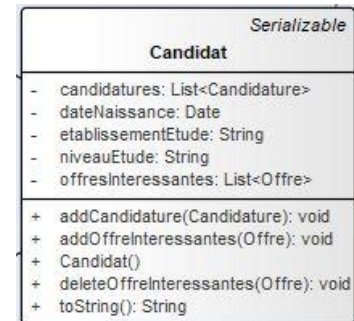 Serializable
Candidat
- candidatures: List<Candidature>
- dateNaissance: Date
- etablissementEtude: String
- niveauEtude: String
- offresInteressantes: List<Offre>
+ addCandidature(Candidature): void
+ addOffreInteressantes(Offre): void
+ Candidat()
+ deleteOffreInteressantes(Offre): void
+ toString(): String